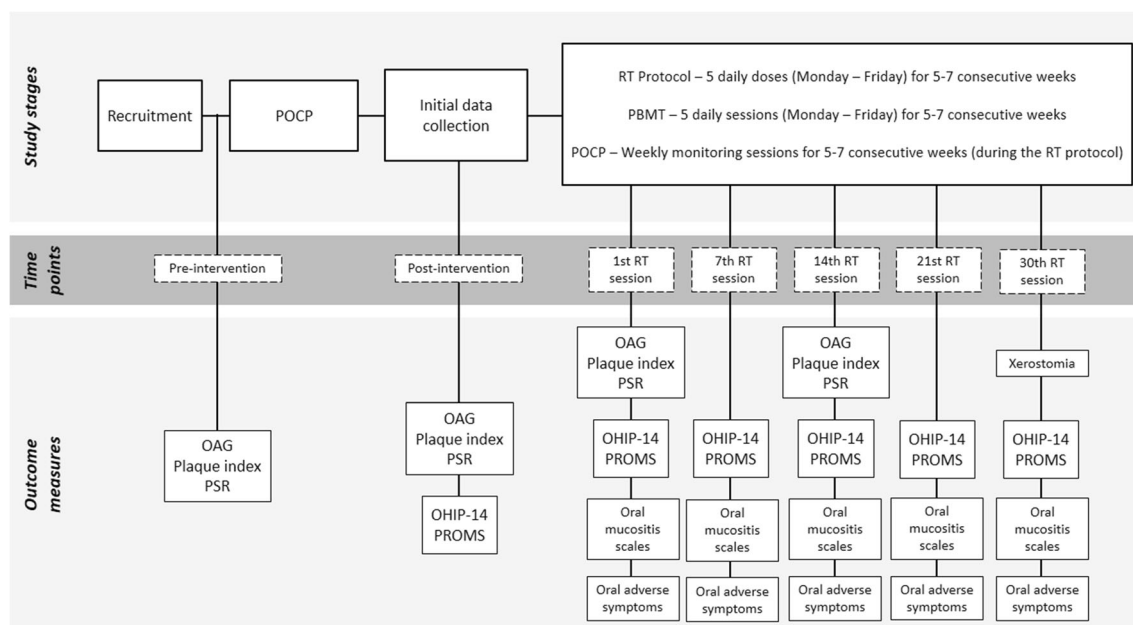 Study stages
Recruitment
POCP
Initial data
collection
RT Protocol – 5 daily doses (Monday – Friday) for 5-7 consecutive weeks
PBMT – 5 daily sessions (Monday – Friday) for 5-7 consecutive weeks
POCP – Weekly monitoring sessions for 5-7 consecutive weeks (during the RT protocol)
Time
points
Pre-intervention
Post-intervention
1st RT
session
7th RT
session
14th RT
session
21st RT
session
30th RT
session
Outcome
measures
OAG
Plaque index
PSR
OAG
Plaque index
PSR
OHIP-14
PROMS
OAG
Plaque index
PSR
OHIP-14
PROMS
Oral
mucositis
scales
Oral adverse
symptoms
OHIP-14
PROMS
Oral
mucositis
scales
Oral adverse
symptoms
OAG
Plaque index
PSR
OHIP-14
PROMS
Oral
mucositis
scales
Oral adverse
symptoms
OHIP-14
PROMS
Oral
mucositis
scales
Oral adverse
symptoms
Xerostomia
OHIP-14
PROMS
Oral
mucositis
scales
Oral adverse
symptoms